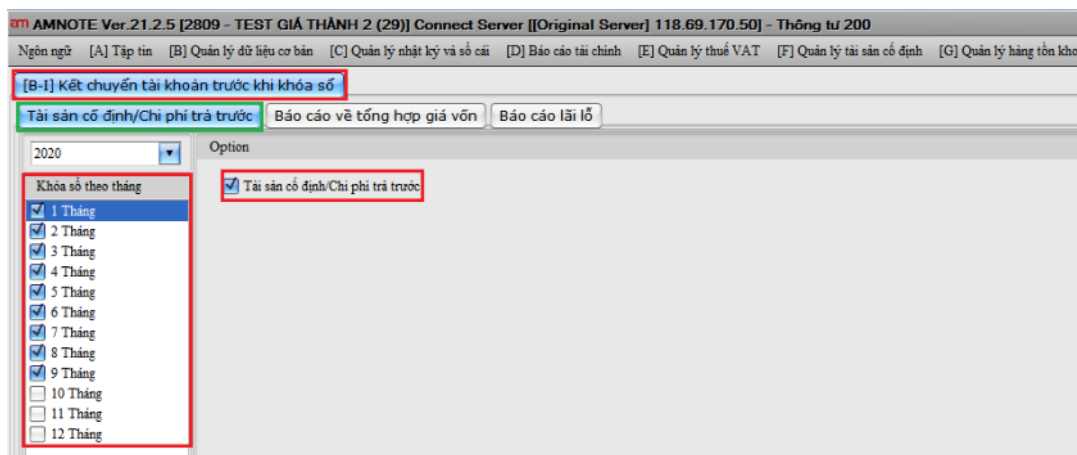 am AMNOTE Ver.21.2.5 [2809 - TEST GIÁ THÀNH 2 (29)] Connect Server [[Original Server] 118.69.170.50] - Thông tư 200
Ngôn ngữ [A] Tập tin [B] Quản lý dữ liệu cơ bản [C] Quản lý nhật ký và sổ cái [D] Báo cáo tài chính [E] Quản lý thuế VAT [F] Quản lý tài sản cố định [G] Quản lý hàng tồn kho
[B-I] Kết chuyển tài khoản trước khi khóa sổ
Tài sản cố định/Chi phí trả trước Báo cáo về tổng hợp giá vốn Báo cáo lãi lỗ
2020 Option
Khóa sổ theo tháng Tài sản cố định/Chi phí trả trước
1 Tháng
2 Tháng
3 Tháng
4 Tháng
5 Tháng
6 Tháng
7 Tháng
8 Tháng
9 Tháng
10 Tháng
11 Tháng
12 Tháng